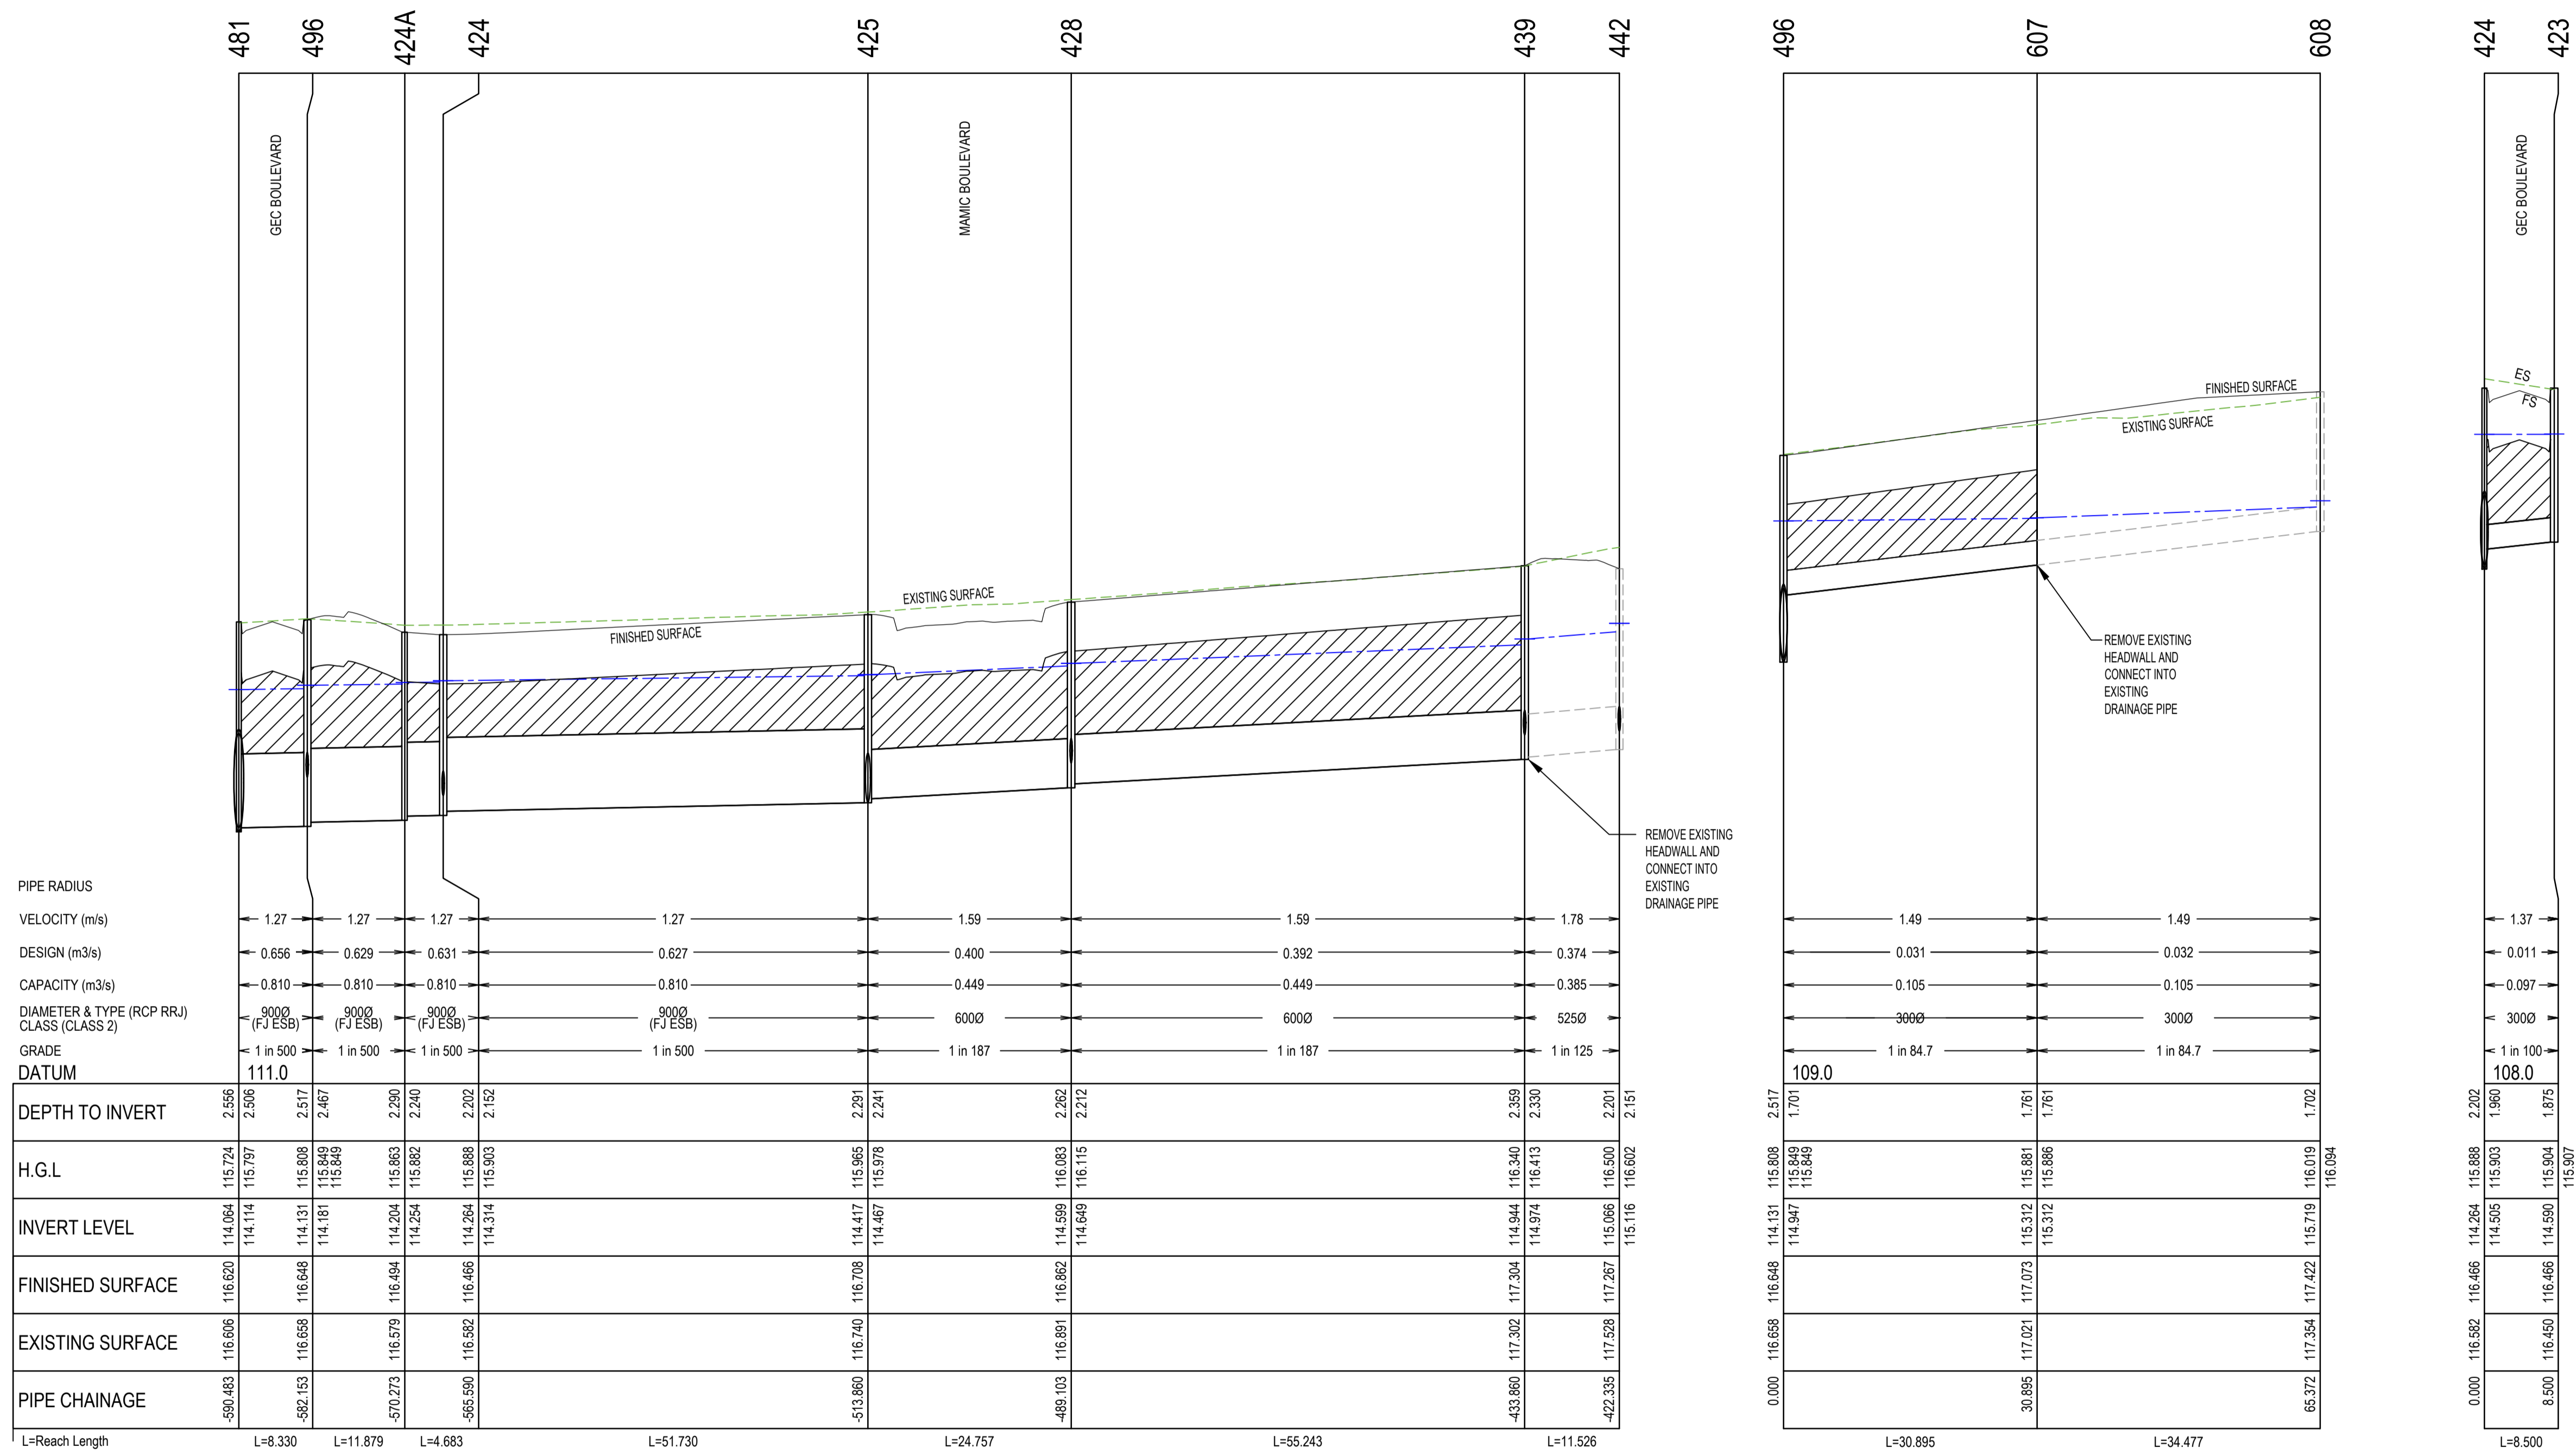 481 496 424A 424 425 428 439 442 496 607 608 424 423
GEC BOULEVARD MAMIC BOULEVARD GEC BOULEVARD
ES
FS
FINISHED SURFACE
EXISTING SURFACE
EXISTING SURFACE
FINISHED SURFACE
REMOVE EXISTING
HEADWALL AND
CONNECT INTO
EXISTING
DRAINAGE PIPE
REMOVE EXISTING
HEADWALL AND
CONNECT INTO
EXISTING
DRAINAGE PIPE
PIPE RADIUS
VELOCITY (m/s) 1.27 1.27 1.27 1.27 1.59 1.59 1.78 1.49 1.49 1.37
DESIGN (m3/s) 0.656 0.629 0.631 0.627 0.400 0.392 0.374 0.031 0.032 0.011
CAPACITY (m3/s) 0.810 0.810 0.810 0.810 0.449 0.449 0.385 0.105 0.105 0.097
DIAMETER & TYPE (RCP RRJ) 900Ø 900Ø 900Ø 900Ø 600Ø 600Ø 525Ø 300Ø 300Ø 300Ø
CLASS (CLASS 2) (FJ ESB) (FJ ESB) (FJ ESB) (FJ ESB)
GRADE 1 in 500 1 in 500 1 in 500 1 in 500 1 in 187 1 in 187 1 in 125 1 in 84.7 1 in 84.7 1 in 100
DATUM 111.0 109.0 108.0
DEPTH TO INVERT 2.556 2.506 2.517 2.467 2.290 2.240 2.202 2.152 2.291 2.241 2.262 2.212 2.359 2.330 2.201 2.151 2.517 1.701 1.761 1.761 1.702 2.202 1.960 1.875
H.G.L 115.724 115.797 115.808 115.849 115.849 115.863 115.882 115.888 115.903 115.965 115.978 116.083 116.115 116.340 116.413 116.500 116.602 115.808 115.849 115.849 115.881 115.886 116.019 116.094 115.888 115.903 115.904 115.907
INVERT LEVEL 114.064 114.114 114.131 114.181 114.204 114.254 114.264 114.314 114.417 114.467 114.599 114.649 114.944 114.974 115.066 115.116 114.131 114.947 115.312 115.312 115.719 114.264 114.505 114.590
FINISHED SURFACE 116.620 116.648 116.494 116.466 116.708 116.862 117.304 117.267 116.648 117.073 117.422 116.466 116.466
EXISTING SURFACE 116.606 116.658 116.579 116.582 116.740 116.891 117.302 117.528 116.658 117.021 117.354 116.582 116.450
PIPE CHAINAGE -590.483 -582.153 -570.273 -565.590 -513.860 -489.103 -433.860 -422.335 0.000 30.895 65.372 0.000 8.500
L=Reach Length L=8.330 L=11.879 L=4.683 L=51.730 L=24.757 L=55.243 L=11.526 L=30.895 L=34.477 L=8.500